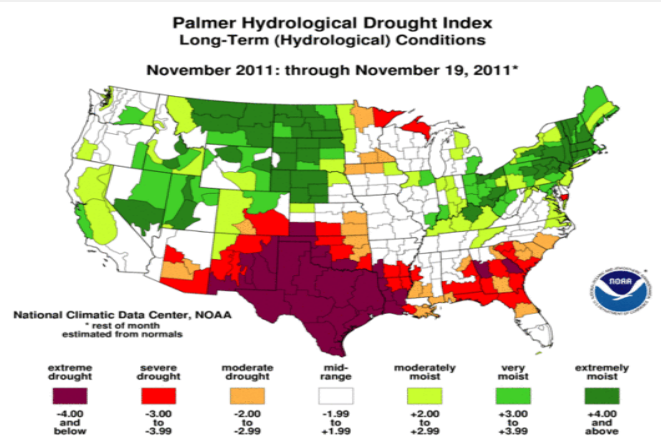 Palmer Hydrological Drought Index
Long-Term (Hydrological) Conditions
November 2011: through November 19, 2011*
NOAA
National Climatic Data Center, NOAA
* rest of month
estimated from normals
extreme drought
severe drought
moderate drought
mid-range
moderately moist
very moist
extremely moist
-4.00 and below
-3.00 to -3.99
-2.00 to -2.99
-1.99 to +1.99
+2.00 to +2.99
+3.00 to +3.99
+4.00 and above